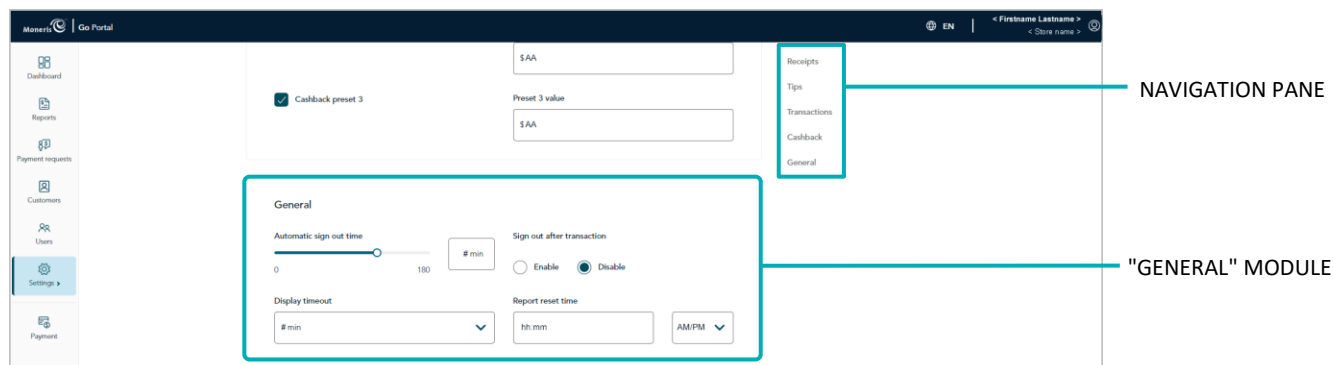 Moneris Go Portal
EN
< Firstname Lastname >
< Store name >
Dashboard
Reports
Payment requests
Customers
Users
Settings
Payment
$AA
Cashback preset 3
Preset 3 value
$AA
Receipts
Tips
Transactions
Cashback
General
NAVIGATION PANE
General
Automatic sign out time
# min
0 180
Sign out after transaction
Enable Disable
Display timeout
# min
Report reset time
hh:mm AM/PM
"GENERAL" MODULE